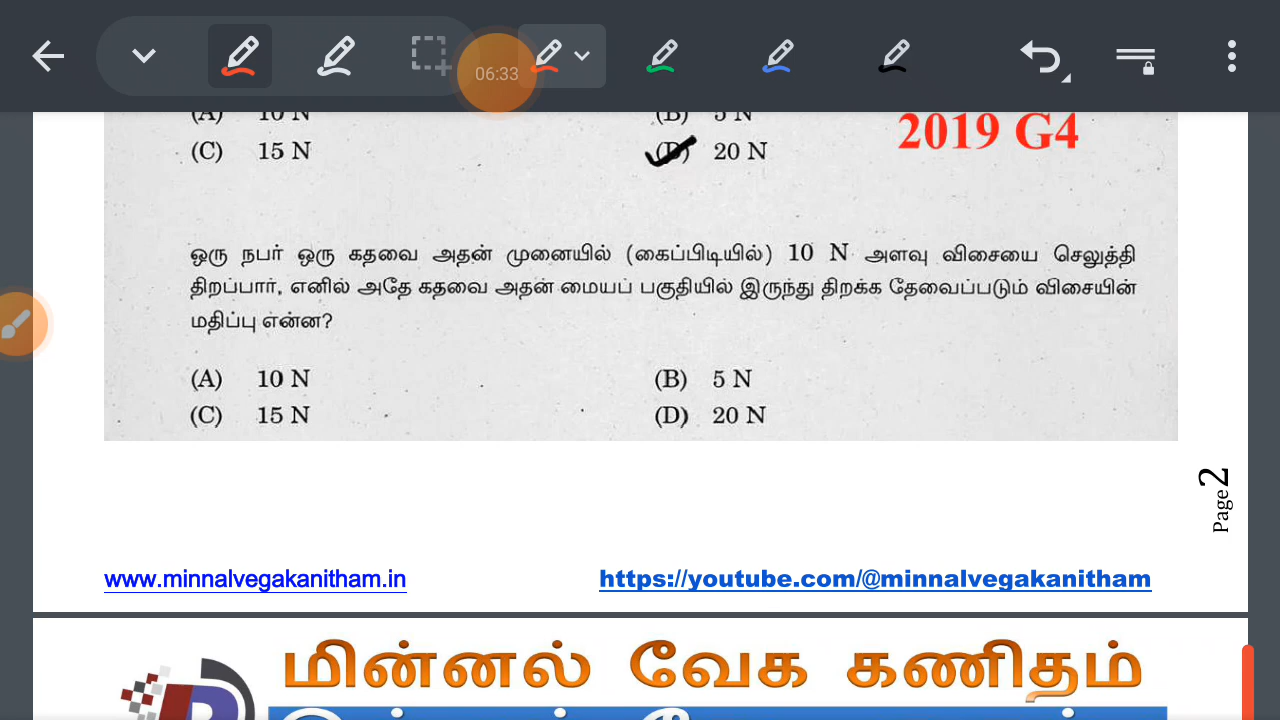 06:33
(A) 10 N (B) 5 N
(C) 15 N (D) 20 N
2019 G4
ஒரு நபர் ஒரு கதவை அதன் முனையில் (கைப்பிடியில்) 10 N அளவு விசையை செலுத்தி
திறப்பார், எனில் அதே கதவை அதன் மையப் பகுதியில் இருந்து திறக்க தேவைப்படும் விசையின்
மதிப்பு என்ன?
(A) 10 N (B) 5 N
(C) 15 N (D) 20 N
Page 2
www.minnalvegakanitham.in https://youtube.com/@minnalvegakanitham
மின்னல் வேக கணிதம்